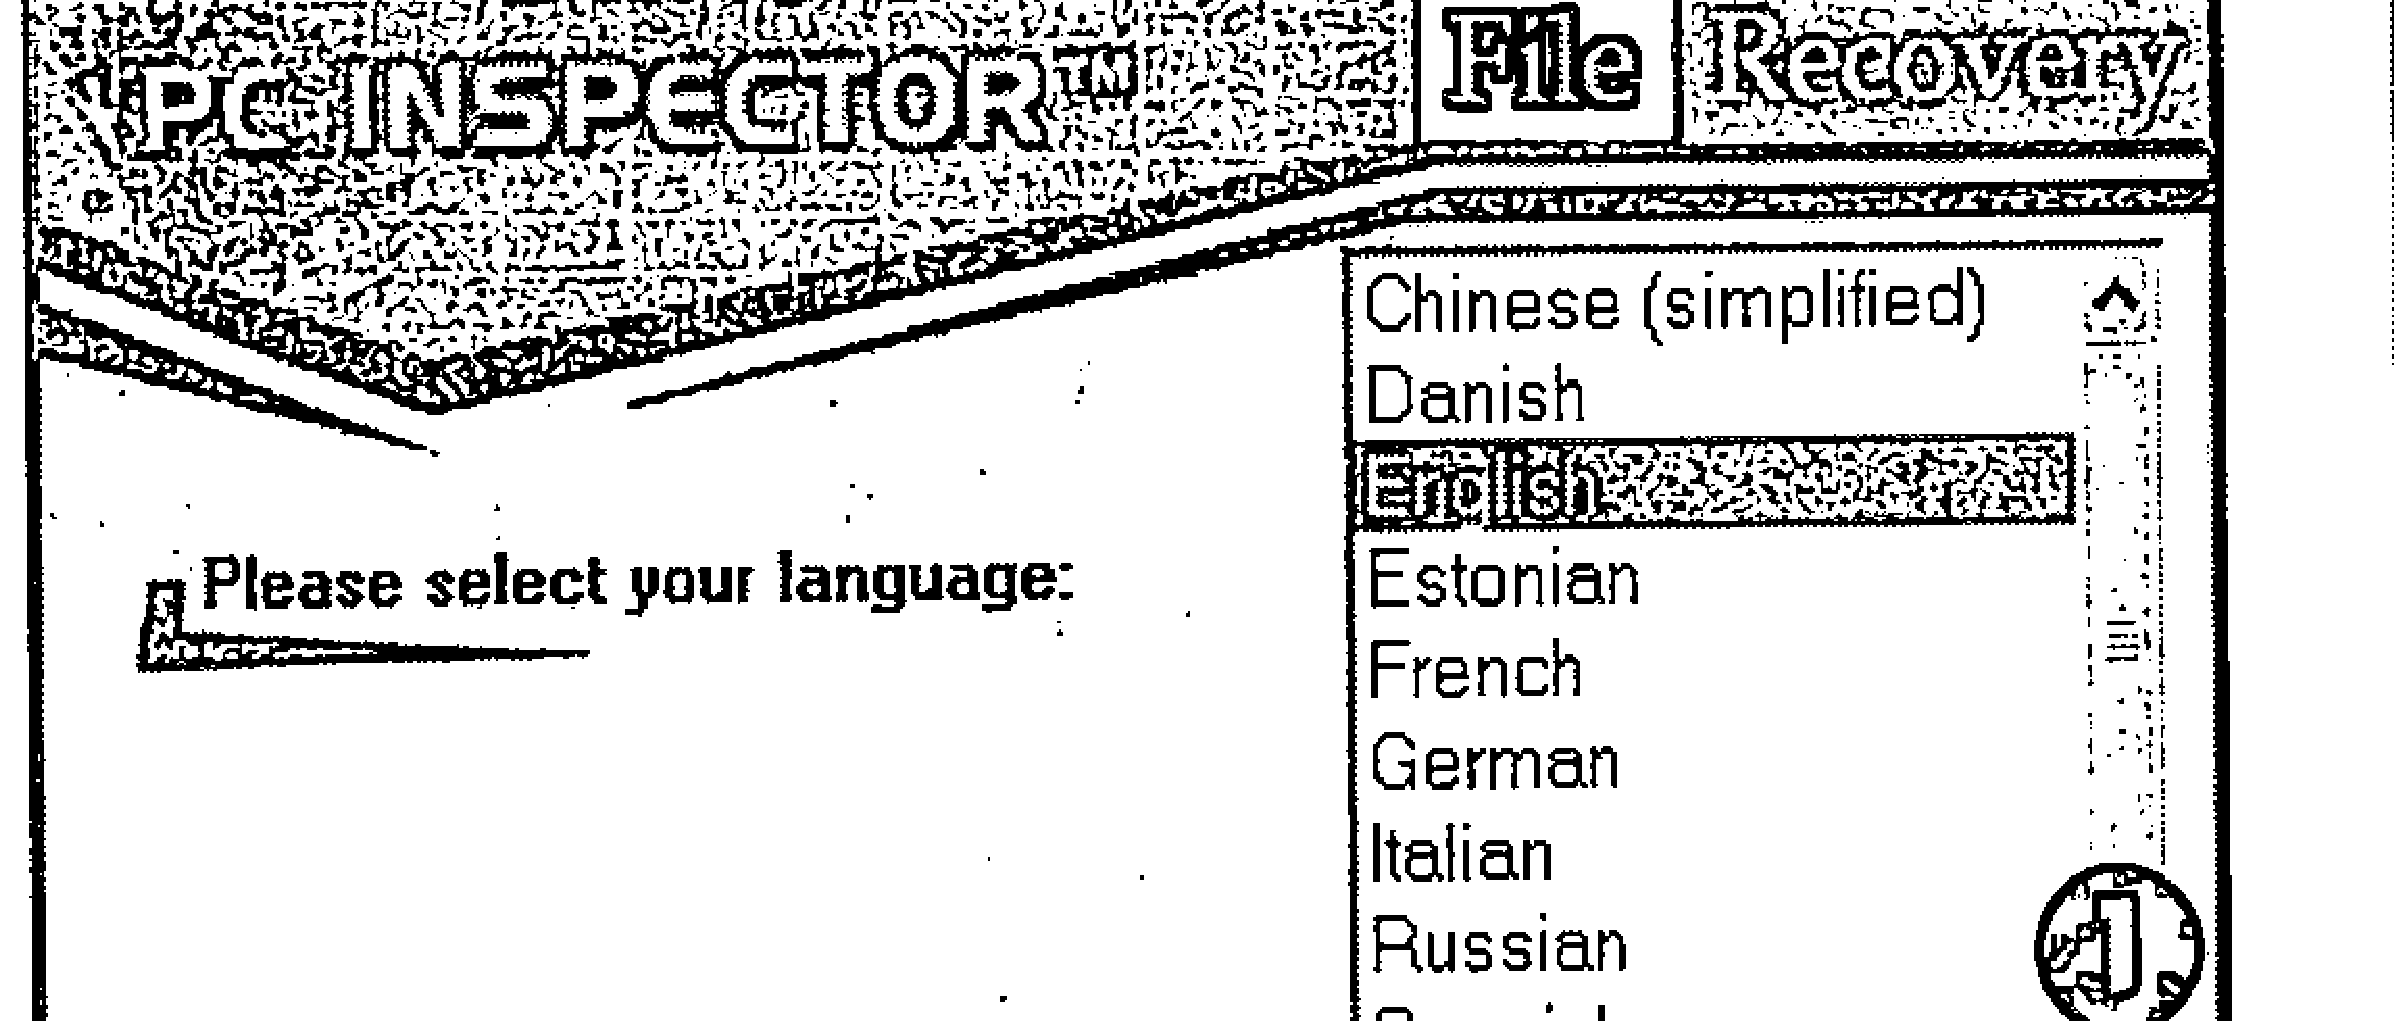 PC INSPECTOR™ File Recovery
Please select your language:
Chinese (simplified)
Danish
English
Estonian
French
German
Italian
Russian